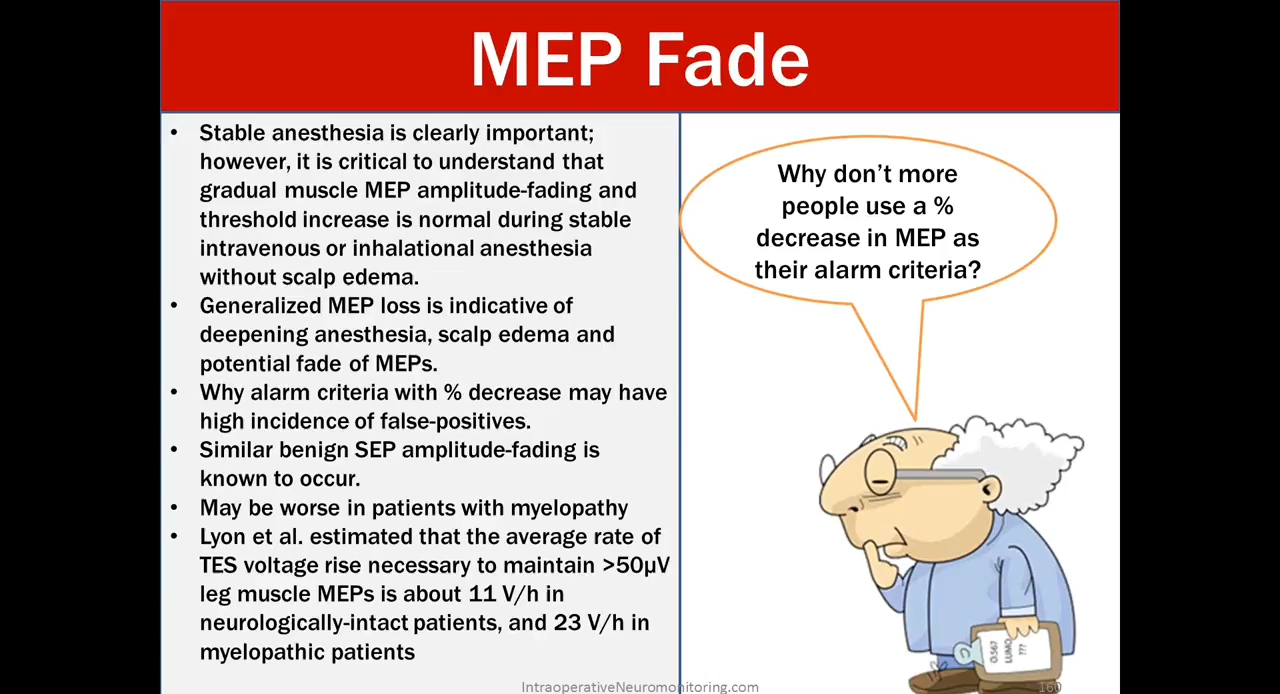 MEP Fade
• Stable anesthesia is clearly important;
however, it is critical to understand that
gradual muscle MEP amplitude-fading and
threshold increase is normal during stable
intravenous or inhalational anesthesia
without scalp edema.
• Generalized MEP loss is indicative of
deepening anesthesia, scalp edema and
potential fade of MEPs.
• Why alarm criteria with % decrease may have
high incidence of false-positives.
• Similar benign SEP amplitude-fading is
known to occur.
• May be worse in patients with myelopathy
• Lyon et al. estimated that the average rate of
TES voltage rise necessary to maintain >50µV
leg muscle MEPs is about 11 V/h in
neurologically-intact patients, and 23 V/h in
myelopathic patients
Why don’t more
people use a %
decrease in MEP as
their alarm criteria?
???
IntraoperativeNeuromonitoring.com
160